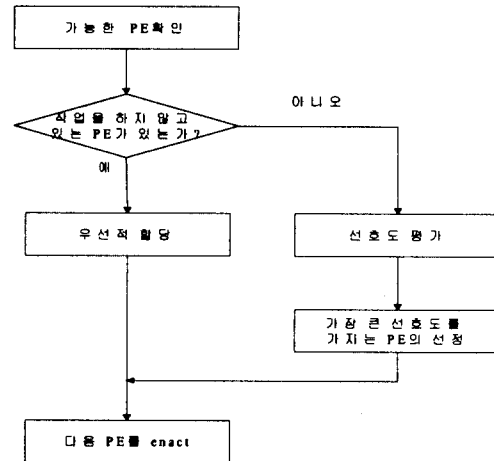 가능한 PE확인
작업을 하지 않고
있는 PE가 있는가?
아니오
예
우선적 할당
선호도 평가
가장 큰 선호도를
가지는 PE의 선정
다음 PE를 enact